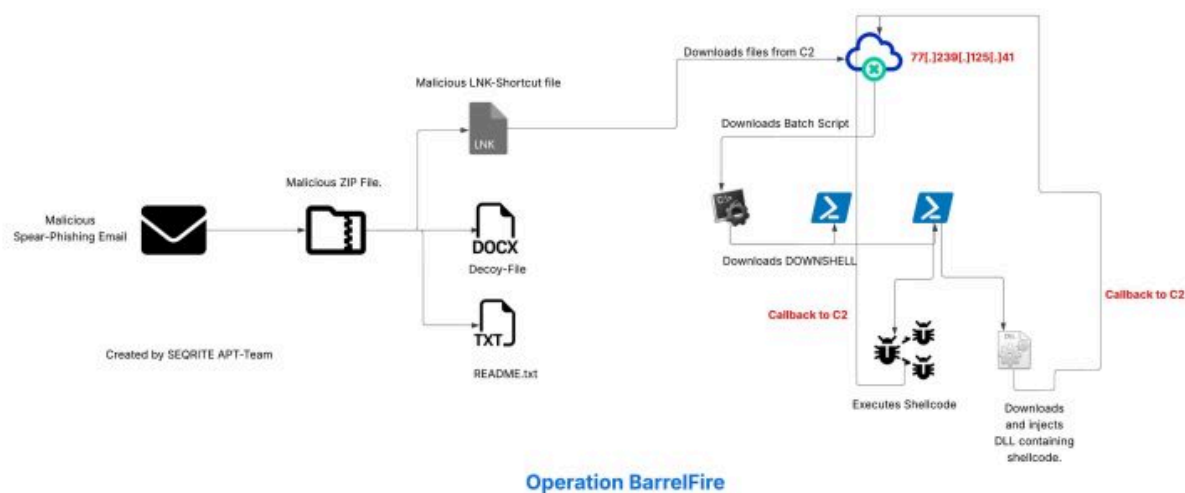 Downloads files from C2
77[.]239[.]125[.]41
Malicious LNK-Shortcut file
LNK
Downloads Batch Script
Malicious ZIP File.
Malicious
Spear-Phishing Email
DOCX
Decoy-File
Downloads DOWNSHELL
Callback to C2
Callback to C2
TXT
README.txt
Created by SEQRITE APT-Team
Executes Shellcode
Downloads
and injects
DLL containing
shellcode.
Operation BarrelFire